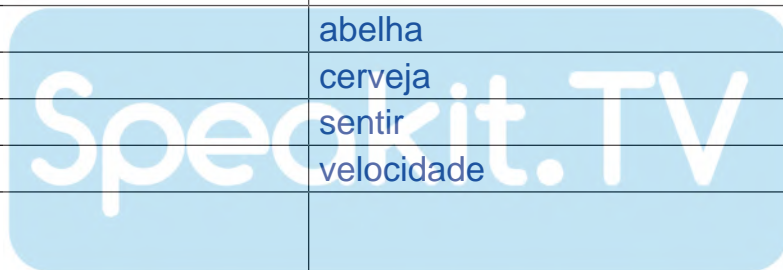 abelha
cerveja
sentir
velocidade
Speakit.TV